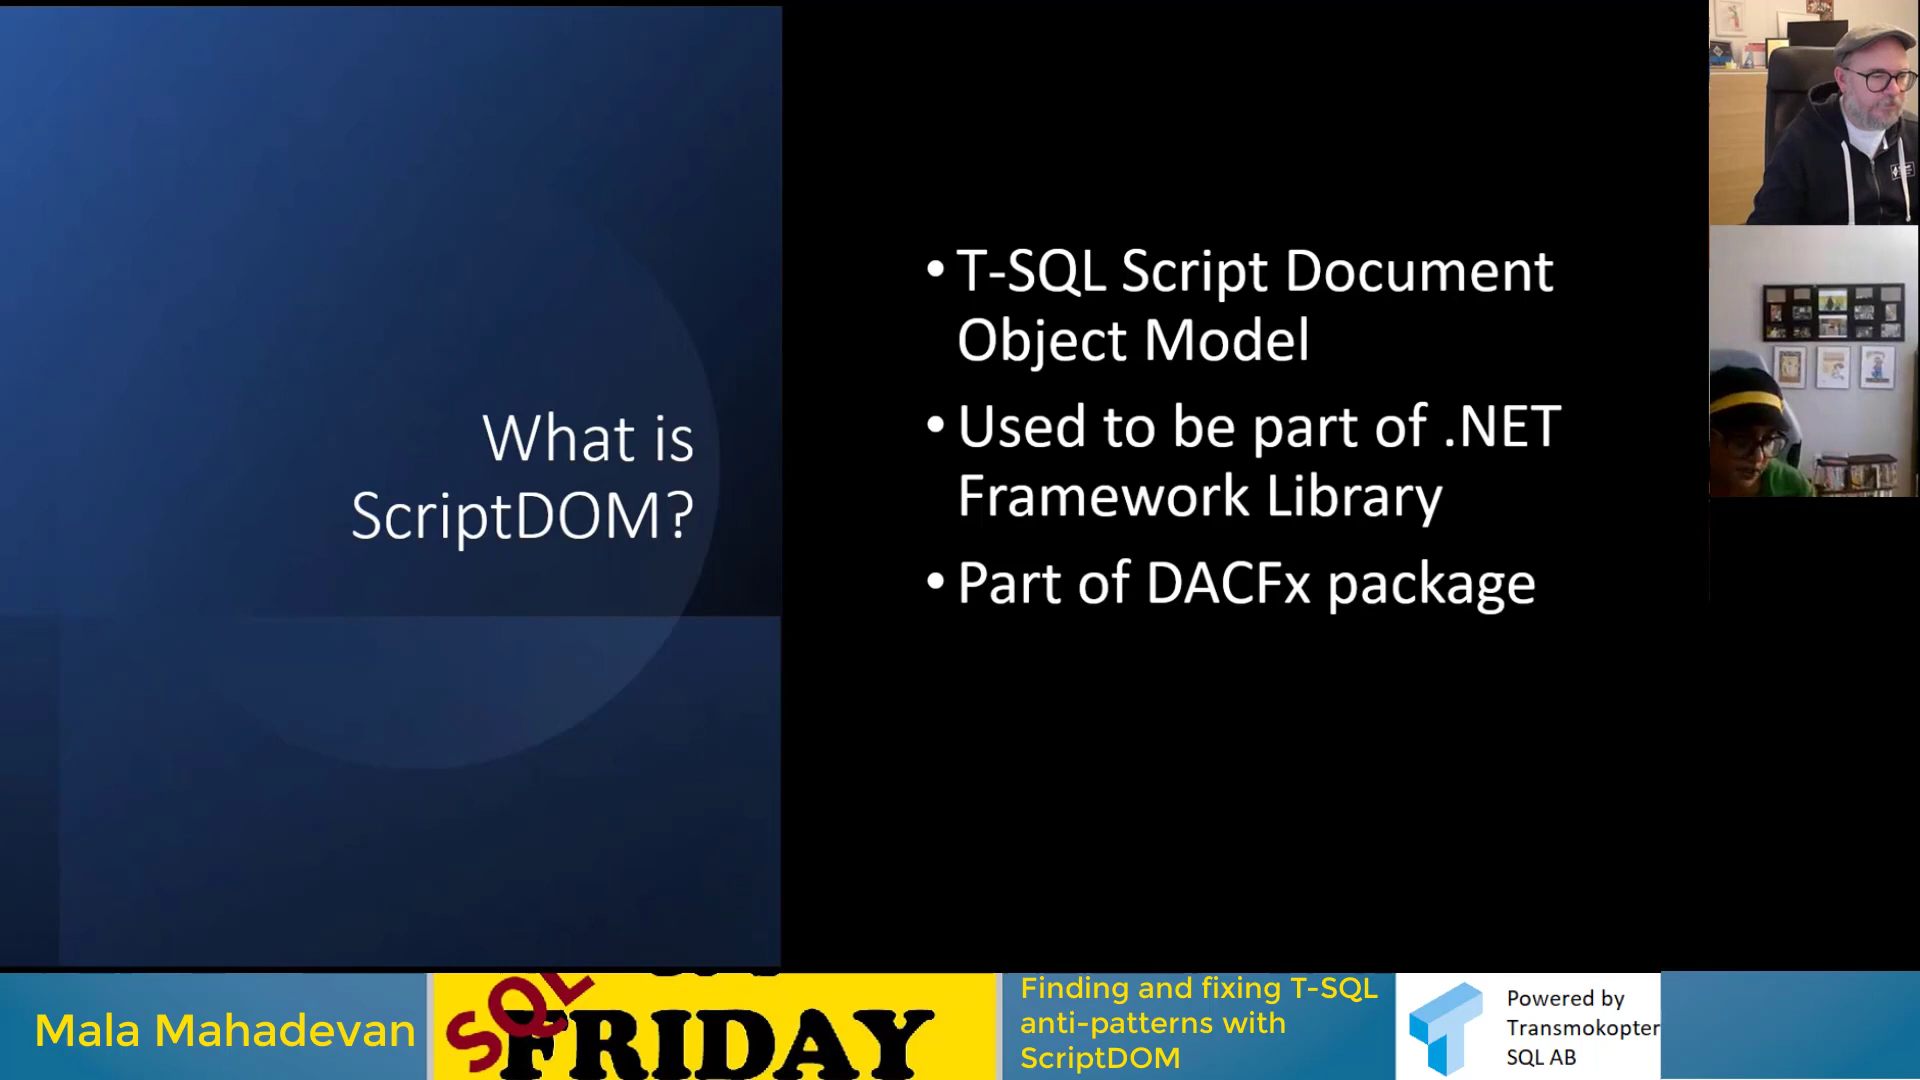 What is
ScriptDOM?
• T-SQL Script Document
Object Model
• Used to be part of .NET
Framework Library
• Part of DACFx package
Mala Mahadevan
SQL
FRIDAY
Finding and fixing T-SQL
anti-patterns with
ScriptDOM
Powered by
Transmokopter
SQL AB